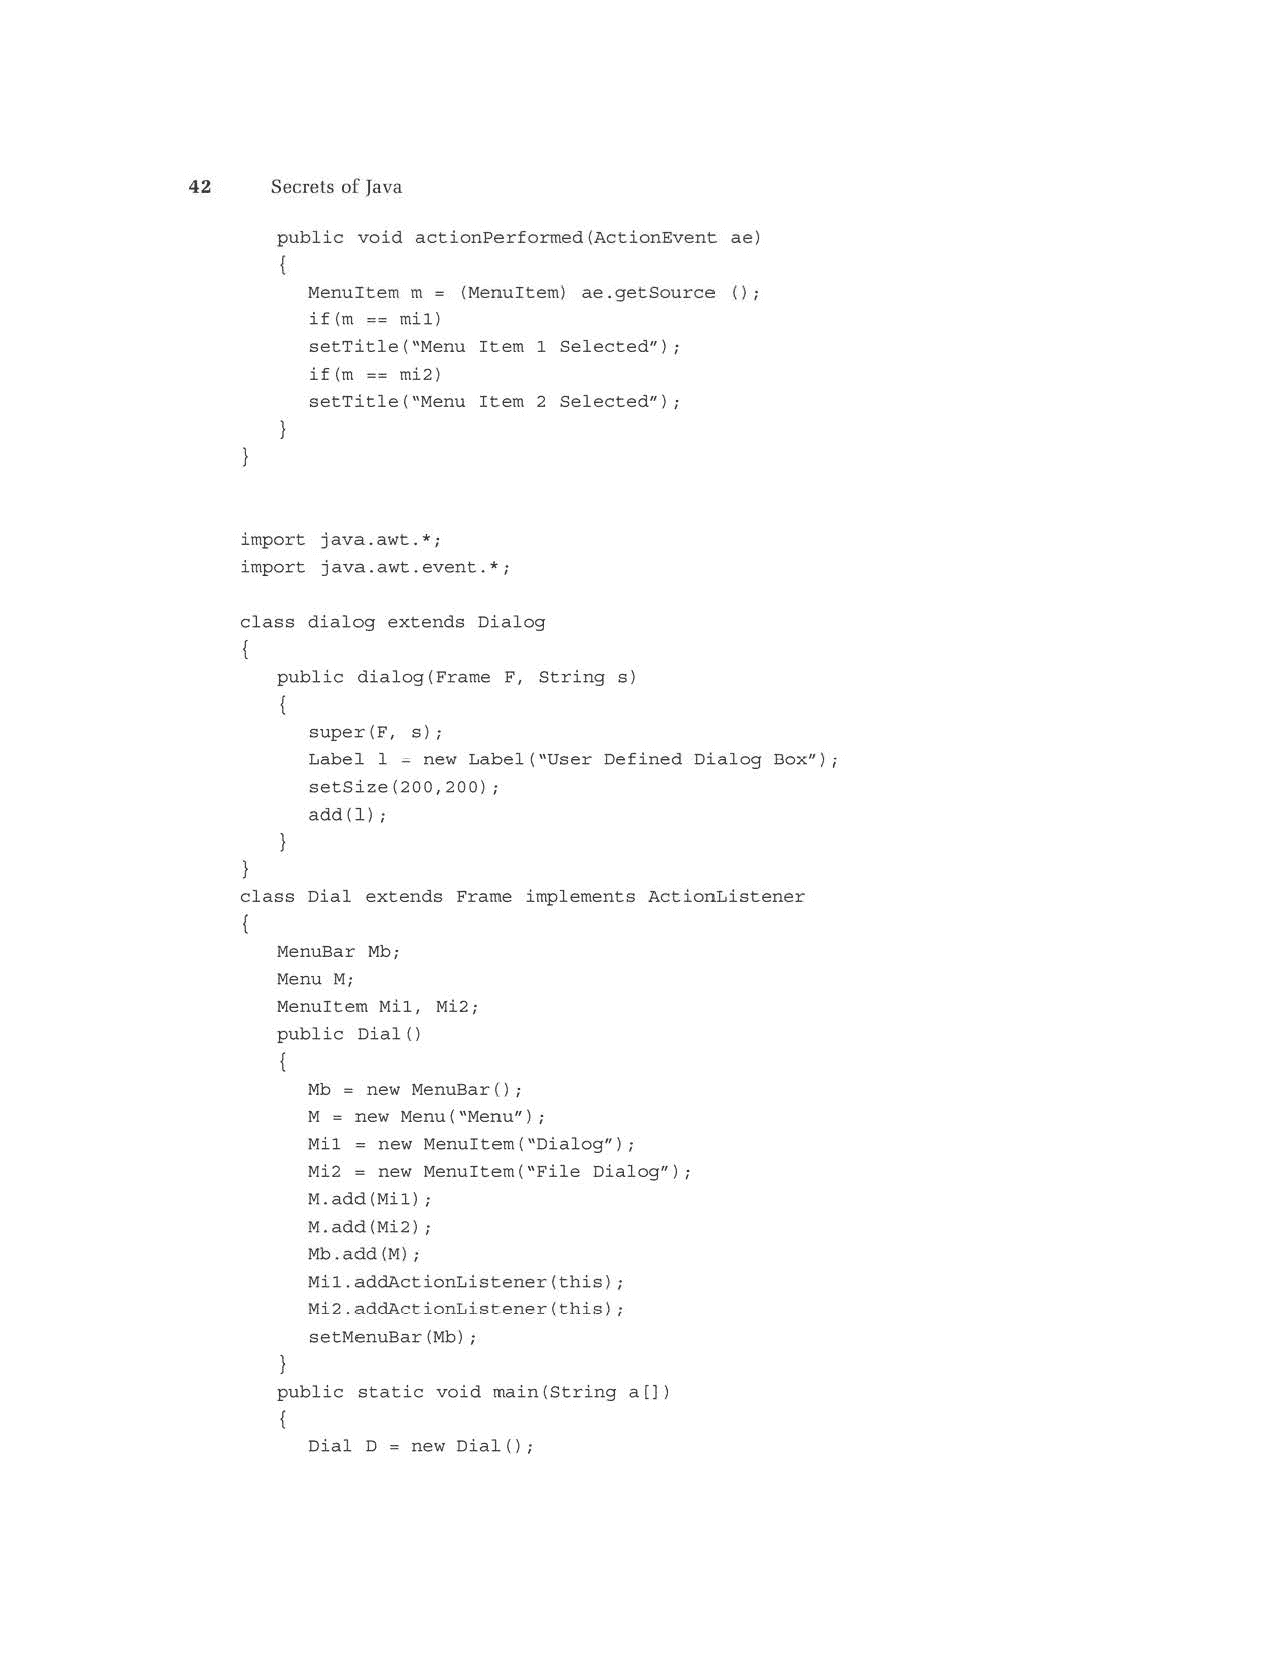 42 Secrets of Java
public void actionPerformed(ActionEvent ae)
{
MenuItem m = (MenuItem) ae.getSource ();
if(m == mi1)
setTitle(“Menu Item 1 Selected”);
if(m == mi2)
setTitle(“Menu Item 2 Selected”);
}
}
import java.awt.*;
import java.awt.event.*;
class dialog extends Dialog
{
public dialog(Frame F, String s)
{
super(F, s);
Label l = new Label(“User Defined Dialog Box”);
setSize(200,200);
add(l);
}
}
class Dial extends Frame implements ActionListener
{
MenuBar Mb;
Menu M;
MenuItem Mi1, Mi2;
public Dial()
{
Mb = new MenuBar();
M = new Menu(“Menu”);
Mi1 = new MenuItem(“Dialog”);
Mi2 = new MenuItem(“File Dialog”);
M.add(Mi1);
M.add(Mi2);
Mb.add(M);
Mi1.addActionListener(this);
Mi2.addActionListener(this);
setMenuBar(Mb);
}
public static void main(String a[])
{
Dial D = new Dial();